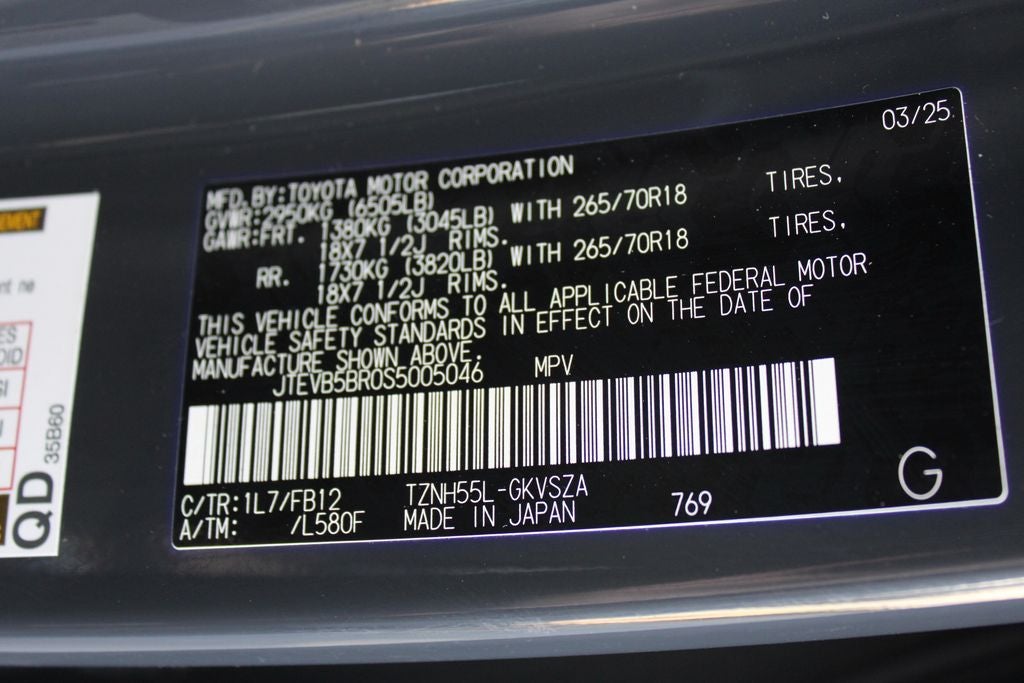 03/25
MFD.BY:TOYOTA MOTOR CORPORATION
GVWR:2950KG (6505LB)
GAWR:FRT. 1380KG (3045LB) WITH 265/70R18 TIRES,
18X7 1/2J RIMS.
RR. 1730KG (3820LB) WITH 265/70R18 TIRES,
18X7 1/2J RIMS.
THIS VEHICLE CONFORMS TO ALL APPLICABLE FEDERAL MOTOR
VEHICLE SAFETY STANDARDS IN EFFECT ON THE DATE OF
MANUFACTURE SHOWN ABOVE.
JTEVB5BR0S5005046 MPV
C/TR:1L7/FB12 TZNH55L-GKVSZA
A/TM: /L580F MADE IN JAPAN 769
G
nt ne
QD
35B60